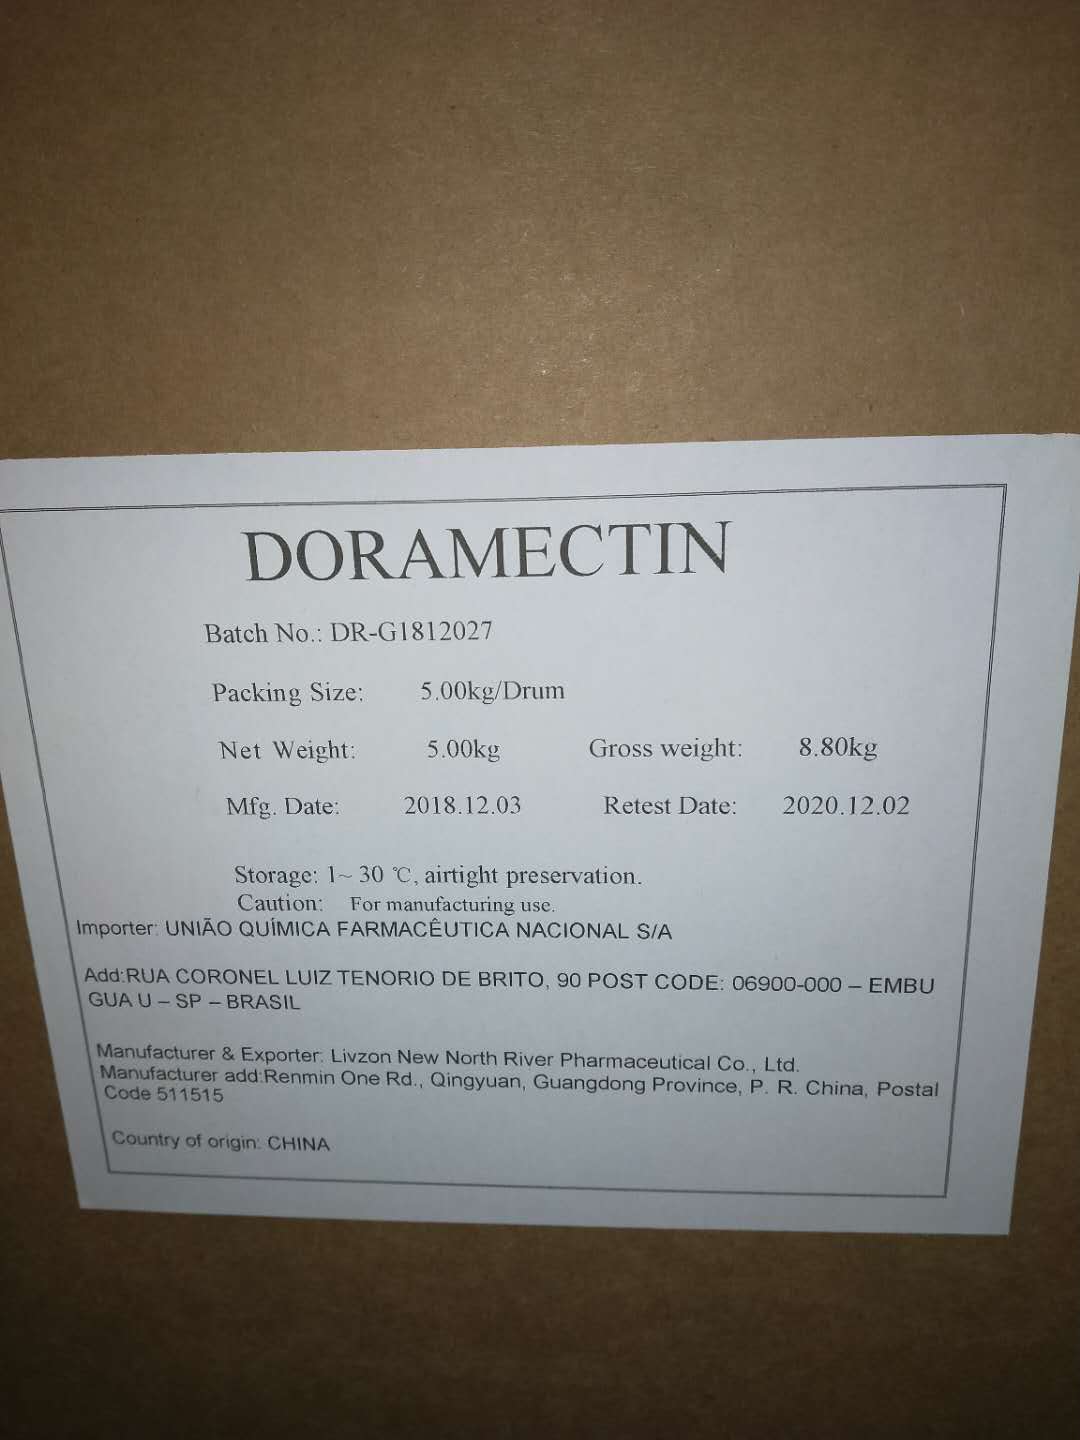 DORAMECTIN
Batch No.: DR-G1812027
Packing Size: 5.00kg/Drum
Net Weight: 5.00kg Gross weight: 8.80kg
Mfg. Date: 2018.12.03 Retest Date: 2020.12.02
Storage: 1~ 30 ℃, airtight preservation.
Caution: For manufacturing use.
Importer: UNIÃO QUÍMICA FARMACÊUTICA NACIONAL S/A
Add:RUA CORONEL LUIZ TENORIO DE BRITO, 90 POST CODE: 06900-000 – EMBU
GUA U – SP – BRASIL
Manufacturer & Exporter: Livzon New North River Pharmaceutical Co., Ltd.
Manufacturer add:Renmin One Rd., Qingyuan, Guangdong Province, P. R. China, Postal
Code 511515
Country of origin: CHINA